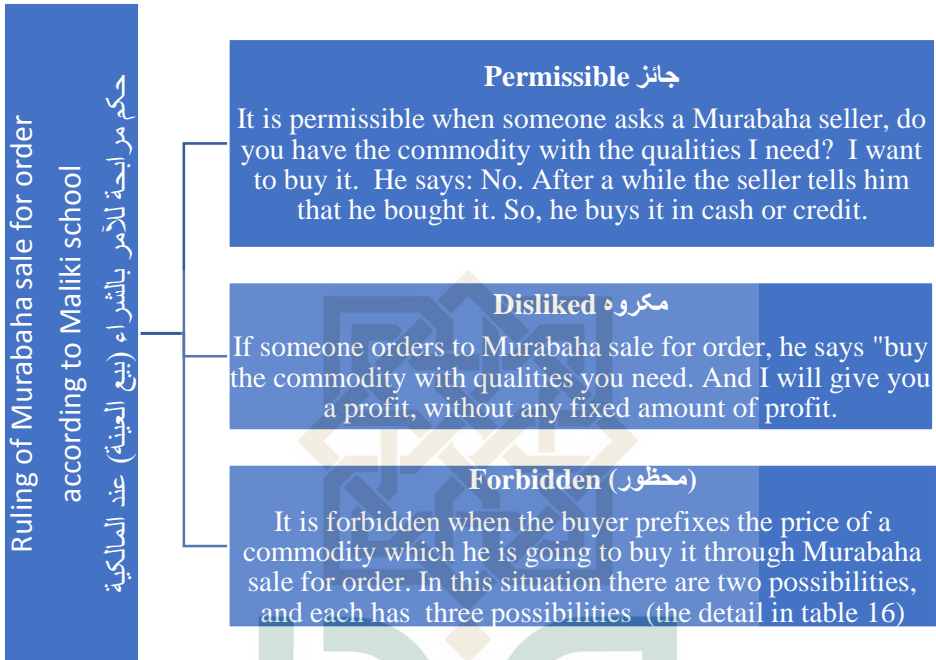 Ruling of Murabaha sale for order
according to Maliki school
حكم مرابحة للآمر بالشراء (بيع العينة) عند المالكية
Permissible جائز
It is permissible when someone asks a Murabaha seller, do
you have the commodity with the qualities I need? I want
to buy it. He says: No. After a while the seller tells him
that he bought it. So, he buys it in cash or credit.
Disliked مكروه
If someone orders to Murabaha sale for order, he says "buy
the commodity with qualities you need. And I will give you
a profit, without any fixed amount of profit.
Forbidden (محظور)
It is forbidden when the buyer prefixes the price of a
commodity which he is going to buy it through Murabaha
sale for order. In this situation there are two possibilities,
and each has three possibilities (the detail in table 16)